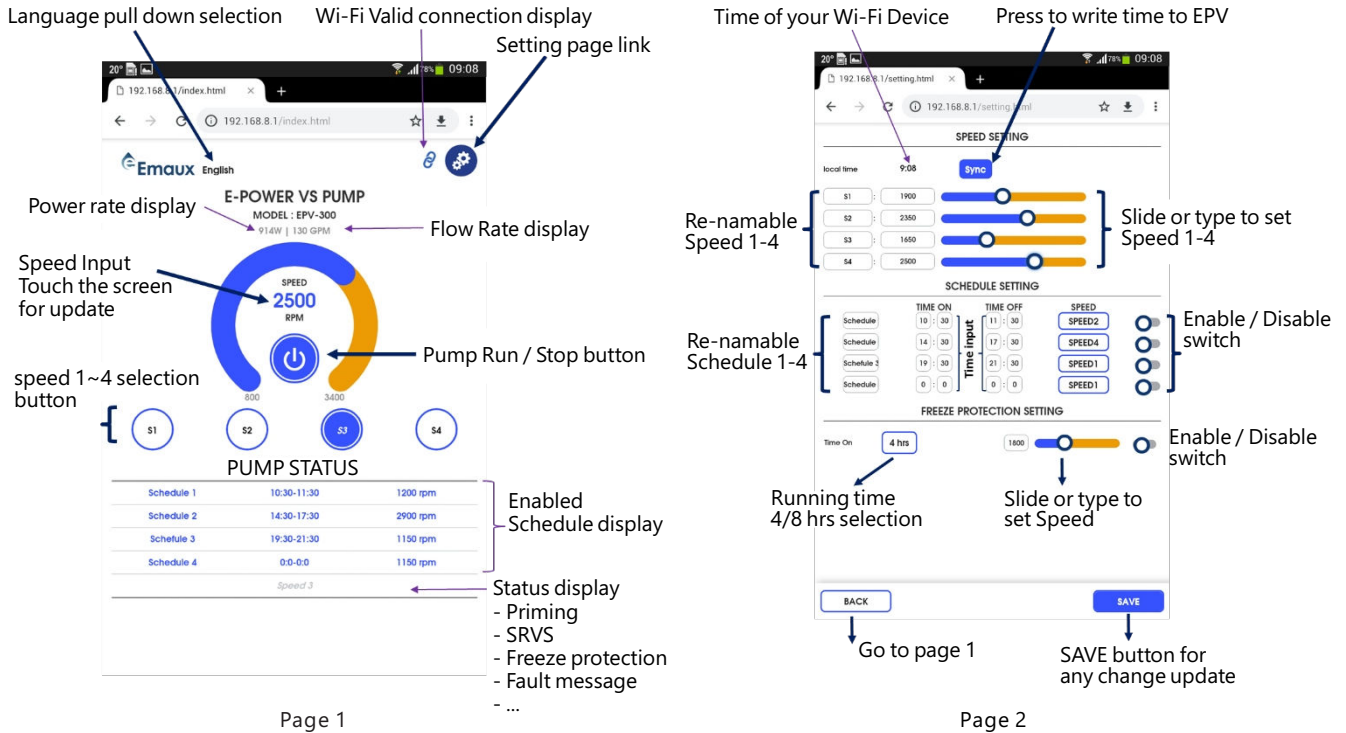 Language pull down selection
Wi-Fi Valid connection display
Setting page link
20°
78%
09:08
192.168.8.1/index.html × +
192.168.8.1/index.html
Emaux English
E-POWER VS PUMP
MODEL : EPV-300
914W | 130 GPM
Power rate display
Flow Rate display
Speed Input
Touch the screen
for update
SPEED
2500
RPM
Pump Run / Stop button
speed 1~4 selection
button
800 3400
S1 S2 S3 S4
PUMP STATUS
Schedule 1 10:30-11:30 1200 rpm
Schedule 2 14:30-17:30 2900 rpm
Schefule 3 19:30-21:30 1150 rpm
Schedule 4 0:0-0:0 1150 rpm
Speed 3
Enabled
Schedule display
Status display
- Priming
- SRVS
- Freeze protection
- Fault message
- ...
Page 1
Time of your Wi-Fi Device
Press to write time to EPV
20°
78%
09:08
192.168.8.1/setting.html × +
192.168.8.1/setting.html
SPEED SETTING
local time 9:08 Sync
Re-namable
Speed 1-4
S1 : 1900
S2 : 2350
S3 : 1650
S4 : 2500
Slide or type to set
Speed 1-4
SCHEDULE SETTING
TIME ON TIME OFF SPEED
Re-namable
Schedule 1-4
Schedule 10 : 30 11 : 30 SPEED2
Schedule 14 : 30 17 : 30 SPEED4
Schefule 3 19 : 30 21 : 30 SPEED1
Schedule 0 : 0 0 : 0 SPEED1
Time Input
Enable / Disable
switch
FREEZE PROTECTION SETTING
Time On 4 hrs 1800
Enable / Disable
switch
Running time
4/8 hrs selection
Slide or type to
set Speed
BACK SAVE
Go to page 1
SAVE button for
any change update
Page 2